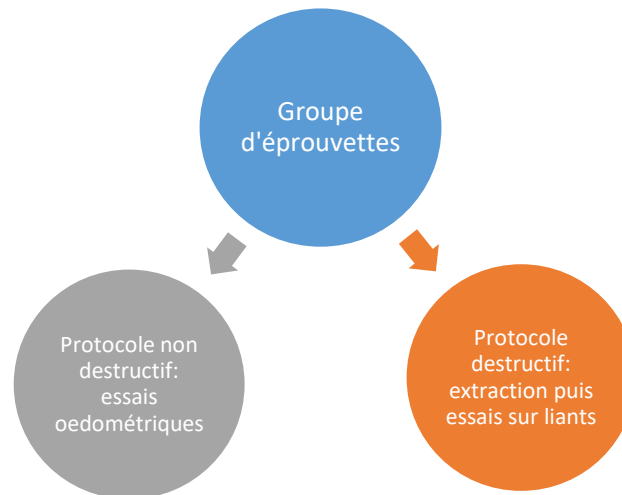 Groupe
d'éprouvettes
Protocole non
destructif:
essais
oedométriques
Protocole
destructif:
extraction puis
essais sur liants